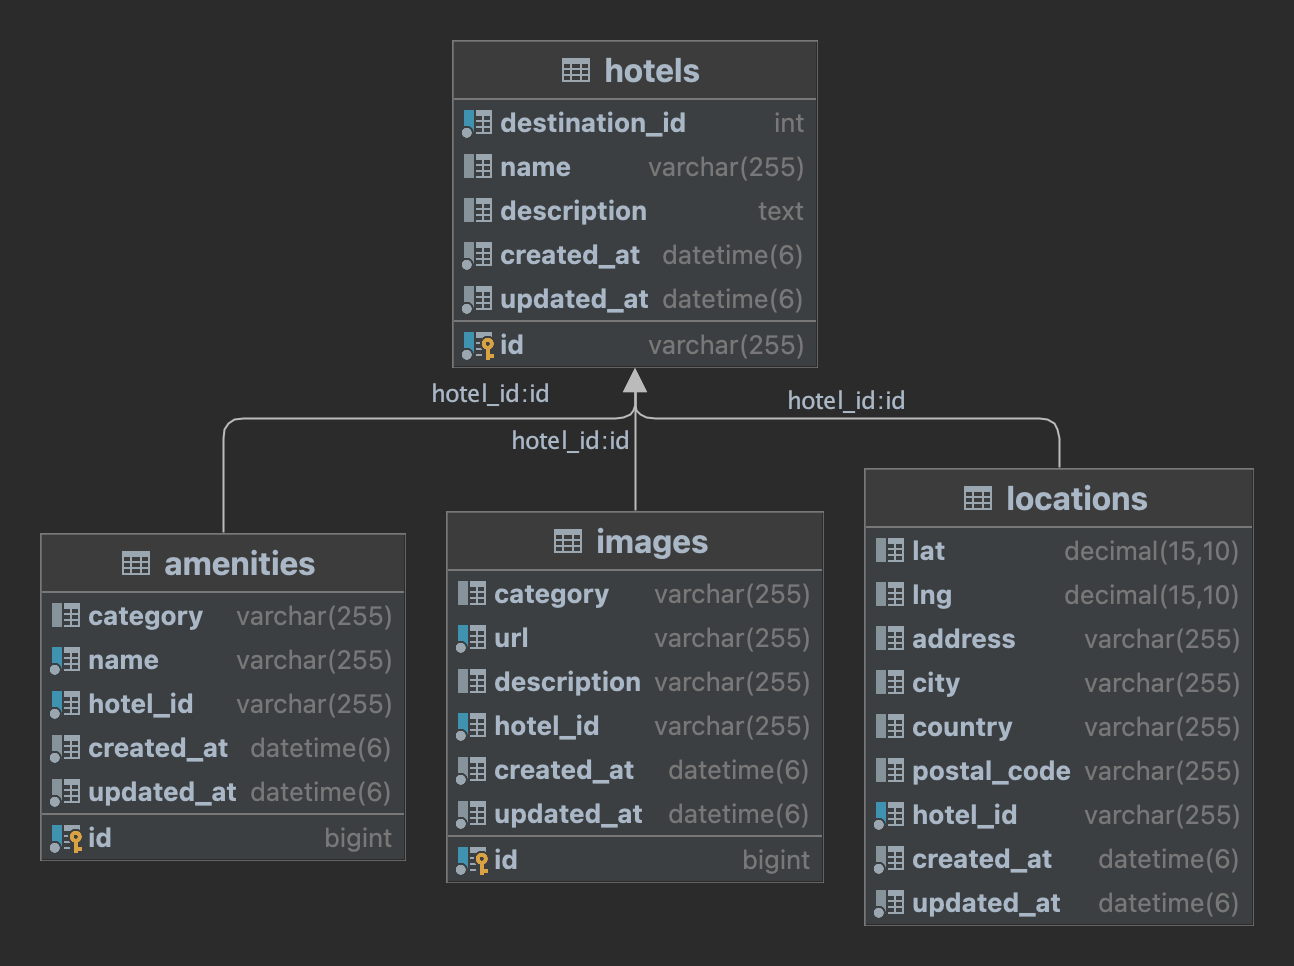 hotels
destination_id int
name varchar(255)
description text
created_at datetime(6)
updated_at datetime(6)
id varchar(255)
hotel_id:id
hotel_id:id
hotel_id:id
amenities
category varchar(255)
name varchar(255)
hotel_id varchar(255)
created_at datetime(6)
updated_at datetime(6)
id bigint
images
category varchar(255)
url varchar(255)
description varchar(255)
hotel_id varchar(255)
created_at datetime(6)
updated_at datetime(6)
id bigint
locations
lat decimal(15,10)
lng decimal(15,10)
address varchar(255)
city varchar(255)
country varchar(255)
postal_code varchar(255)
hotel_id varchar(255)
created_at datetime(6)
updated_at datetime(6)